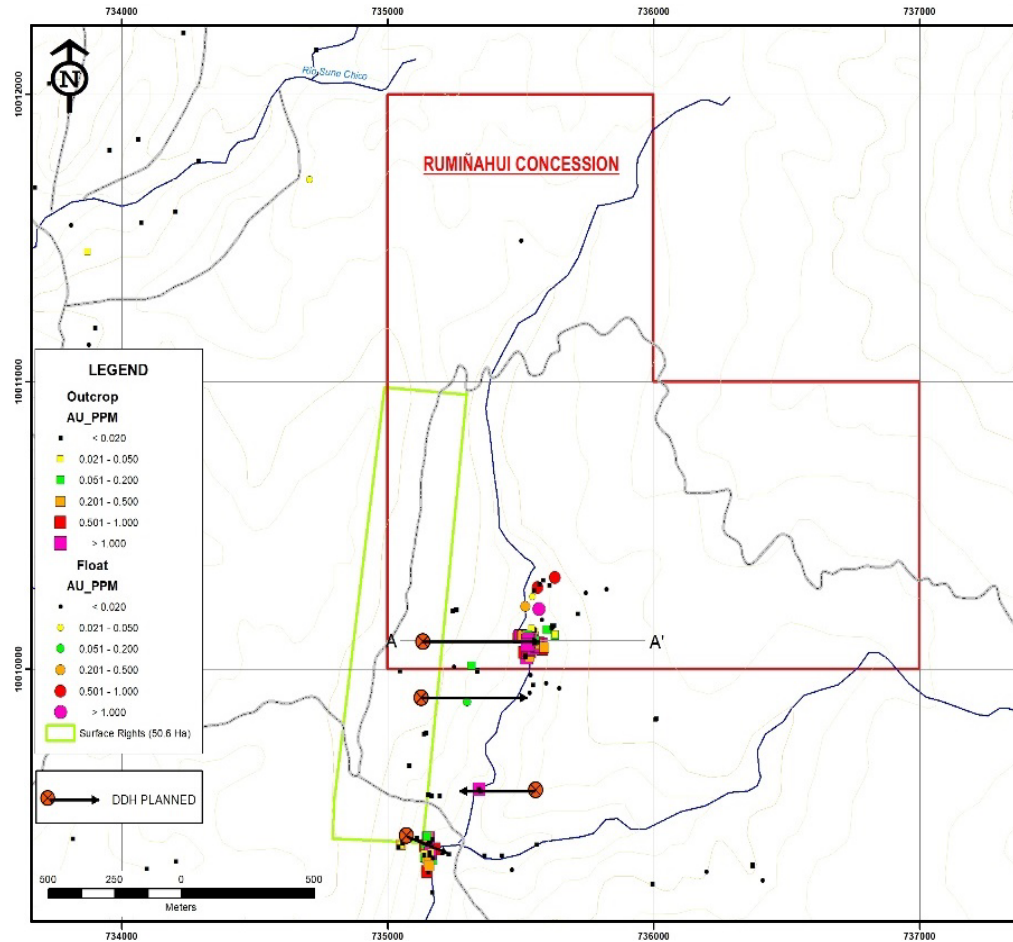 734000 735000 736000 737000
N
Río Suno Chico
10012000
RUMIÑAHUI CONCESSION
10011000
LEGEND
Outcrop
AU_PPM
< 0.020
0.021 - 0.050
0.051 - 0.200
0.201 - 0.500
0.501 - 1.000
> 1.000
Float
AU_PPM
< 0.020
0.021 - 0.050
0.051 - 0.200
0.201 - 0.500
0.501 - 1.000
> 1.000
Surface Rights (50.6 Ha)
DDH PLANNED
A A'
10010000
500 250 0 500
Meters
734000 735000 736000 737000